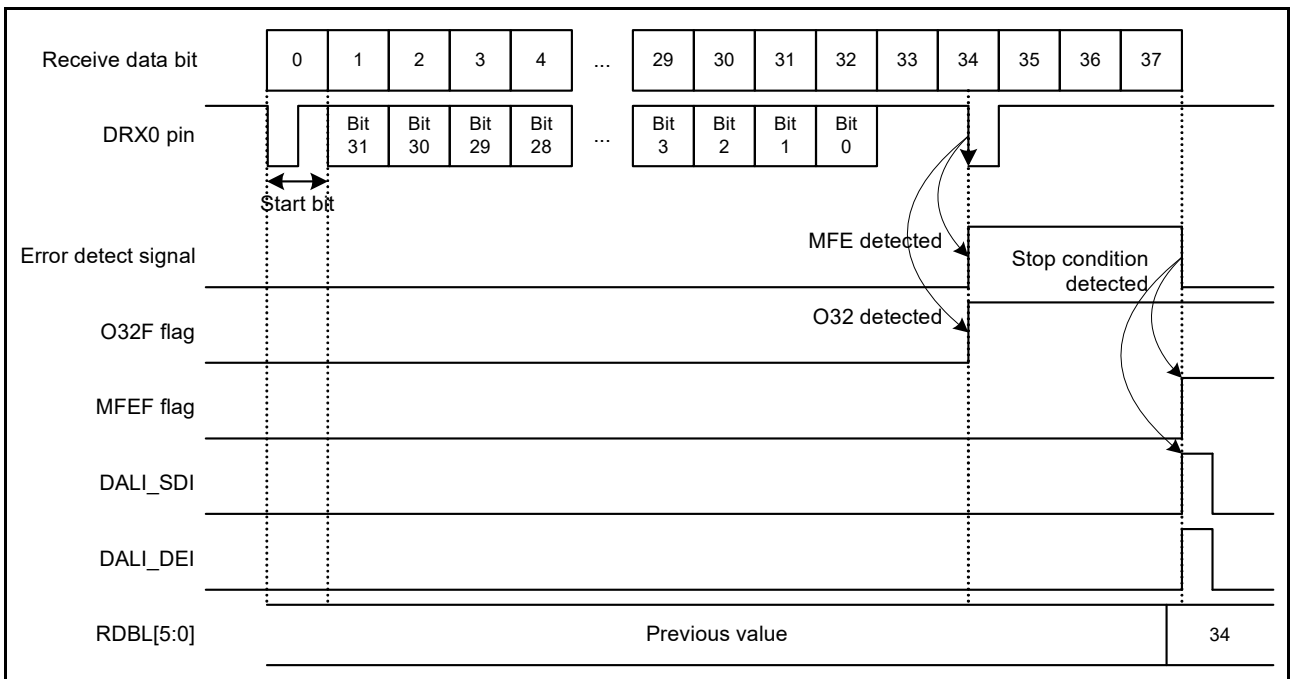 Receive data bit 0 1 2 3 4 ... 29 30 31 32 33 34 35 36 37
DRX0 pin Bit 31 Bit 30 Bit 29 Bit 28 ... Bit 3 Bit 2 Bit 1 Bit 0
Start bit
Error detect signal MFE detected Stop condition
detected
O32F flag O32 detected
MFEF flag
DALI_SDI
DALI_DEI
RDBL[5:0] Previous value 34